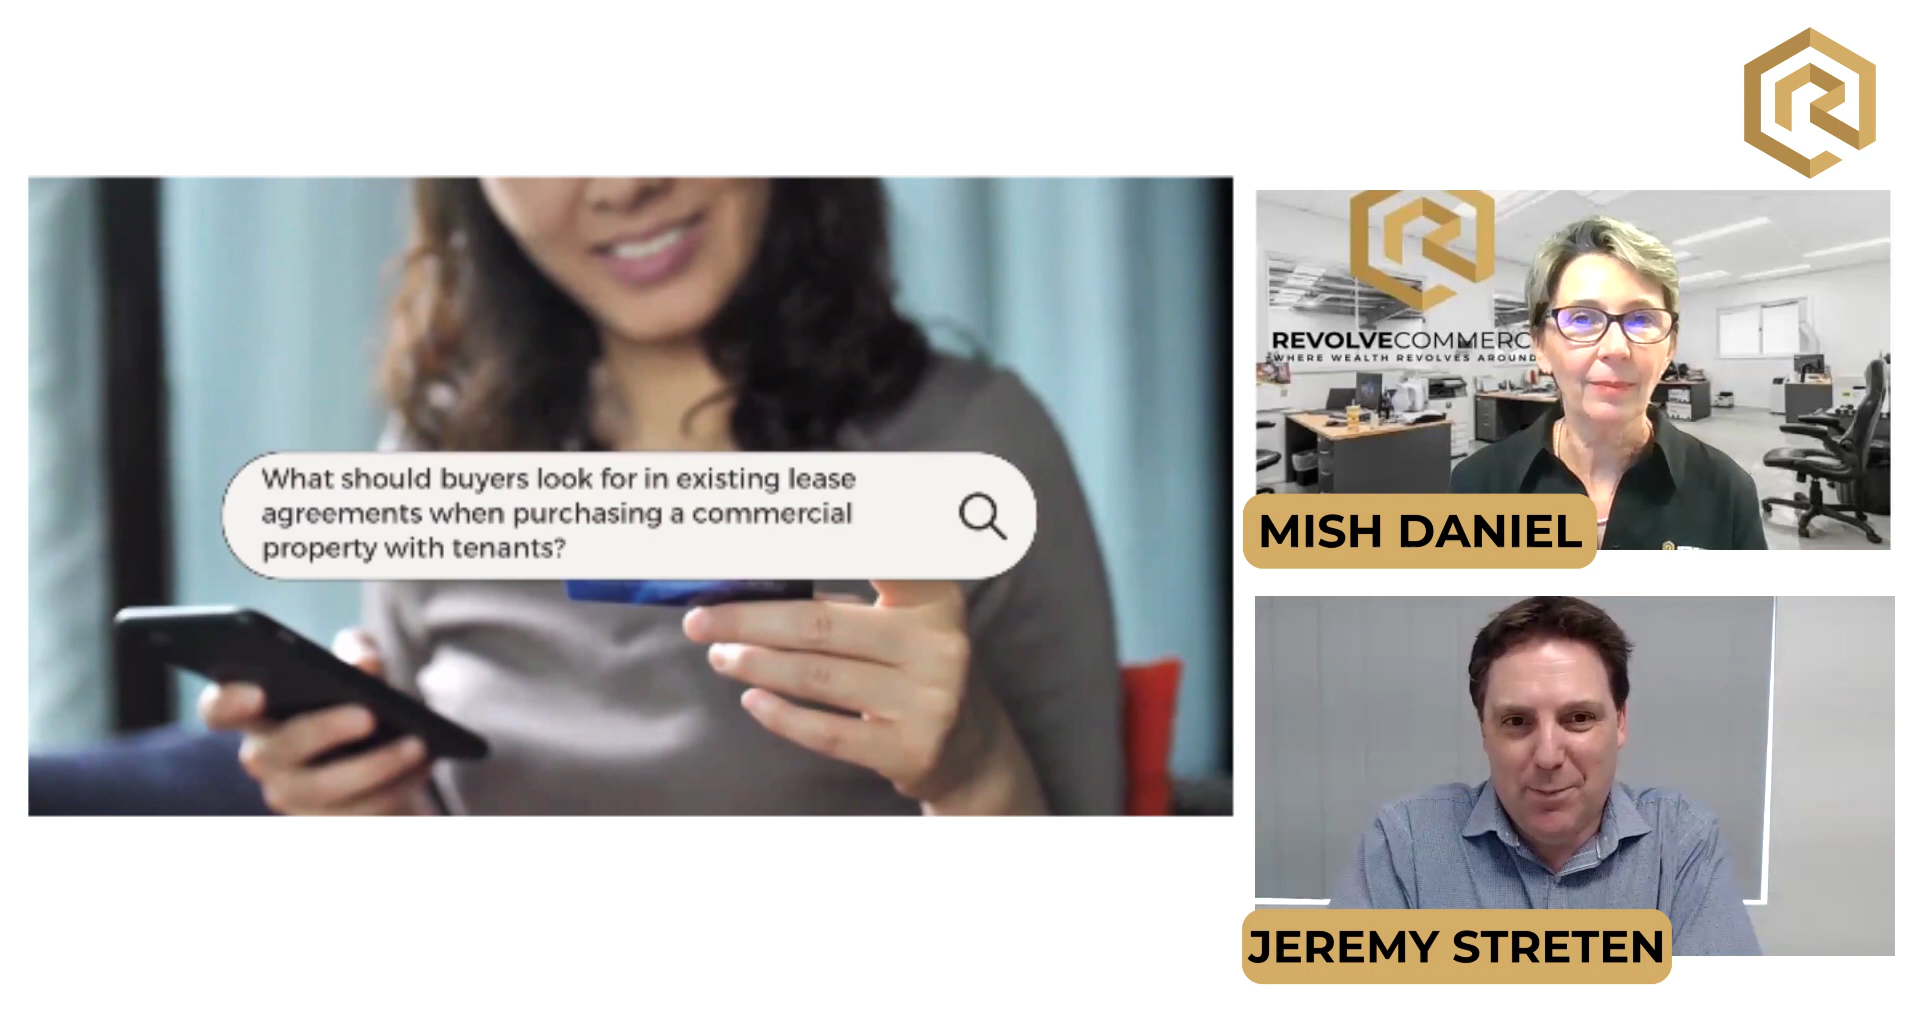 What should buyers look for in existing lease
agreements when purchasing a commercial
property with tenants?
REVOLVECOMMERC
WHERE WEALTH REVOLVES AROUND
MISH DANIEL
JEREMY STRETEN